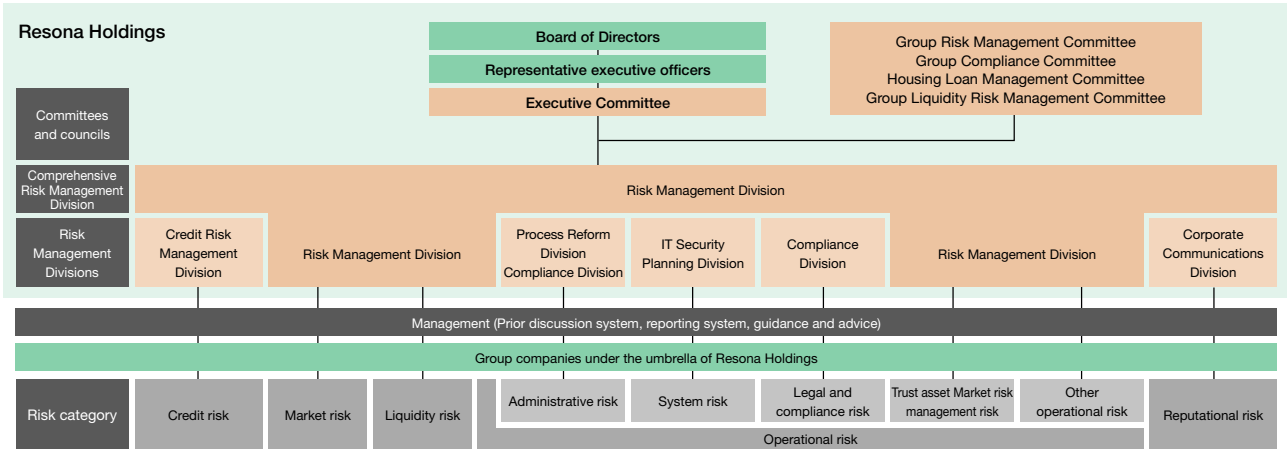 Resona Holdings
Board of Directors
Representative executive officers
Executive Committee
Group Risk Management Committee
Group Compliance Committee
Housing Loan Management Committee
Group Liquidity Risk Management Committee
Committees
and councils
Comprehensive
Risk Management
Division
Risk Management Division
Risk
Management
Divisions
Credit Risk
Management
Division
Risk Management Division
Process Reform
Division
Compliance Division
IT Security
Planning Division
Compliance
Division
Risk Management Division
Corporate
Communications
Division
Management (Prior discussion system, reporting system, guidance and advice)
Group companies under the umbrella of Resona Holdings
Risk category
Credit risk
Market risk
Liquidity risk
Administrative risk
System risk
Legal and
compliance risk
Trust asset Market risk
management risk
Other
operational risk
Operational risk
Reputational risk